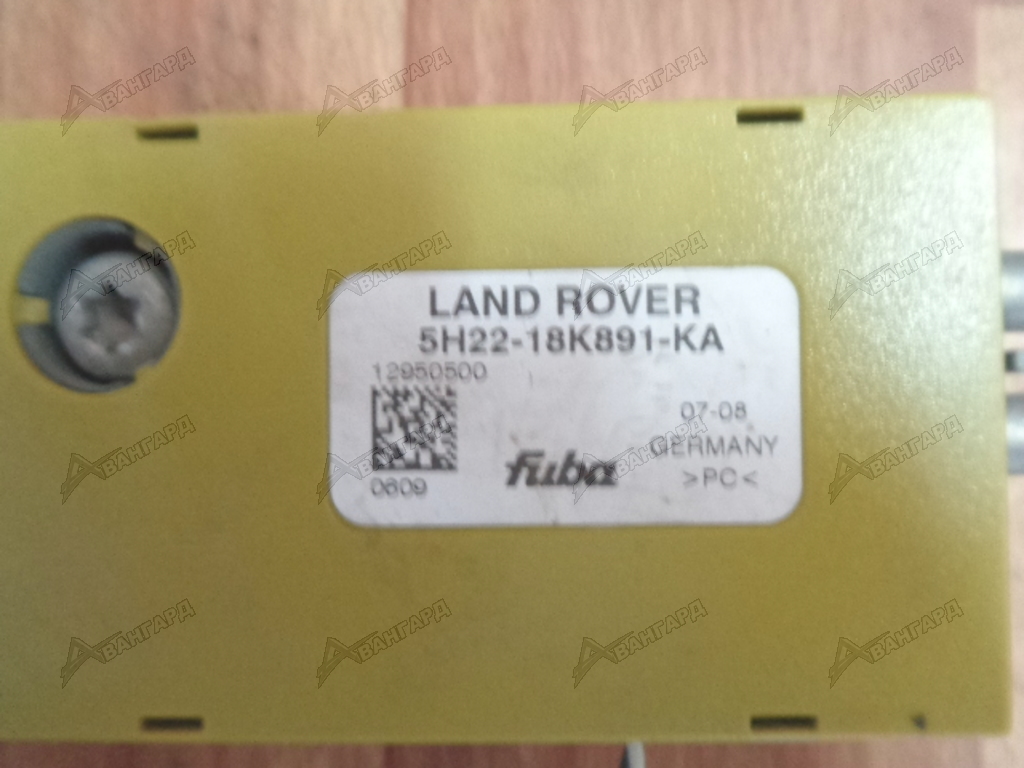 LAND ROVER
5H22-18K891-KA
12950500
07-08
GERMANY
fuba
>PC<
0609
АВАНГАРД